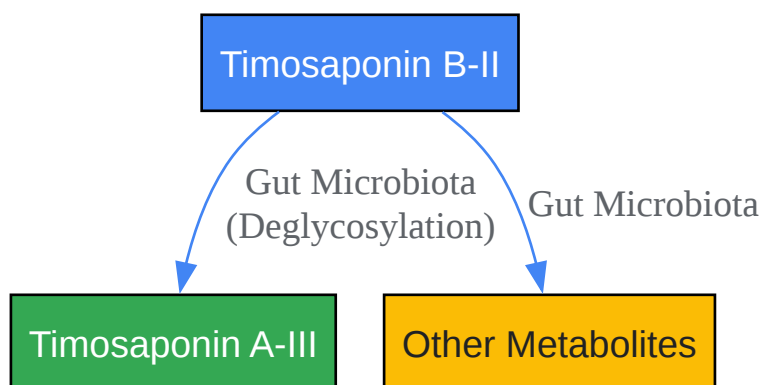 Timosaponin B-II
Gut Microbiota
(Deglycosylation)
Gut Microbiota
Timosaponin A-III
Other Metabolites